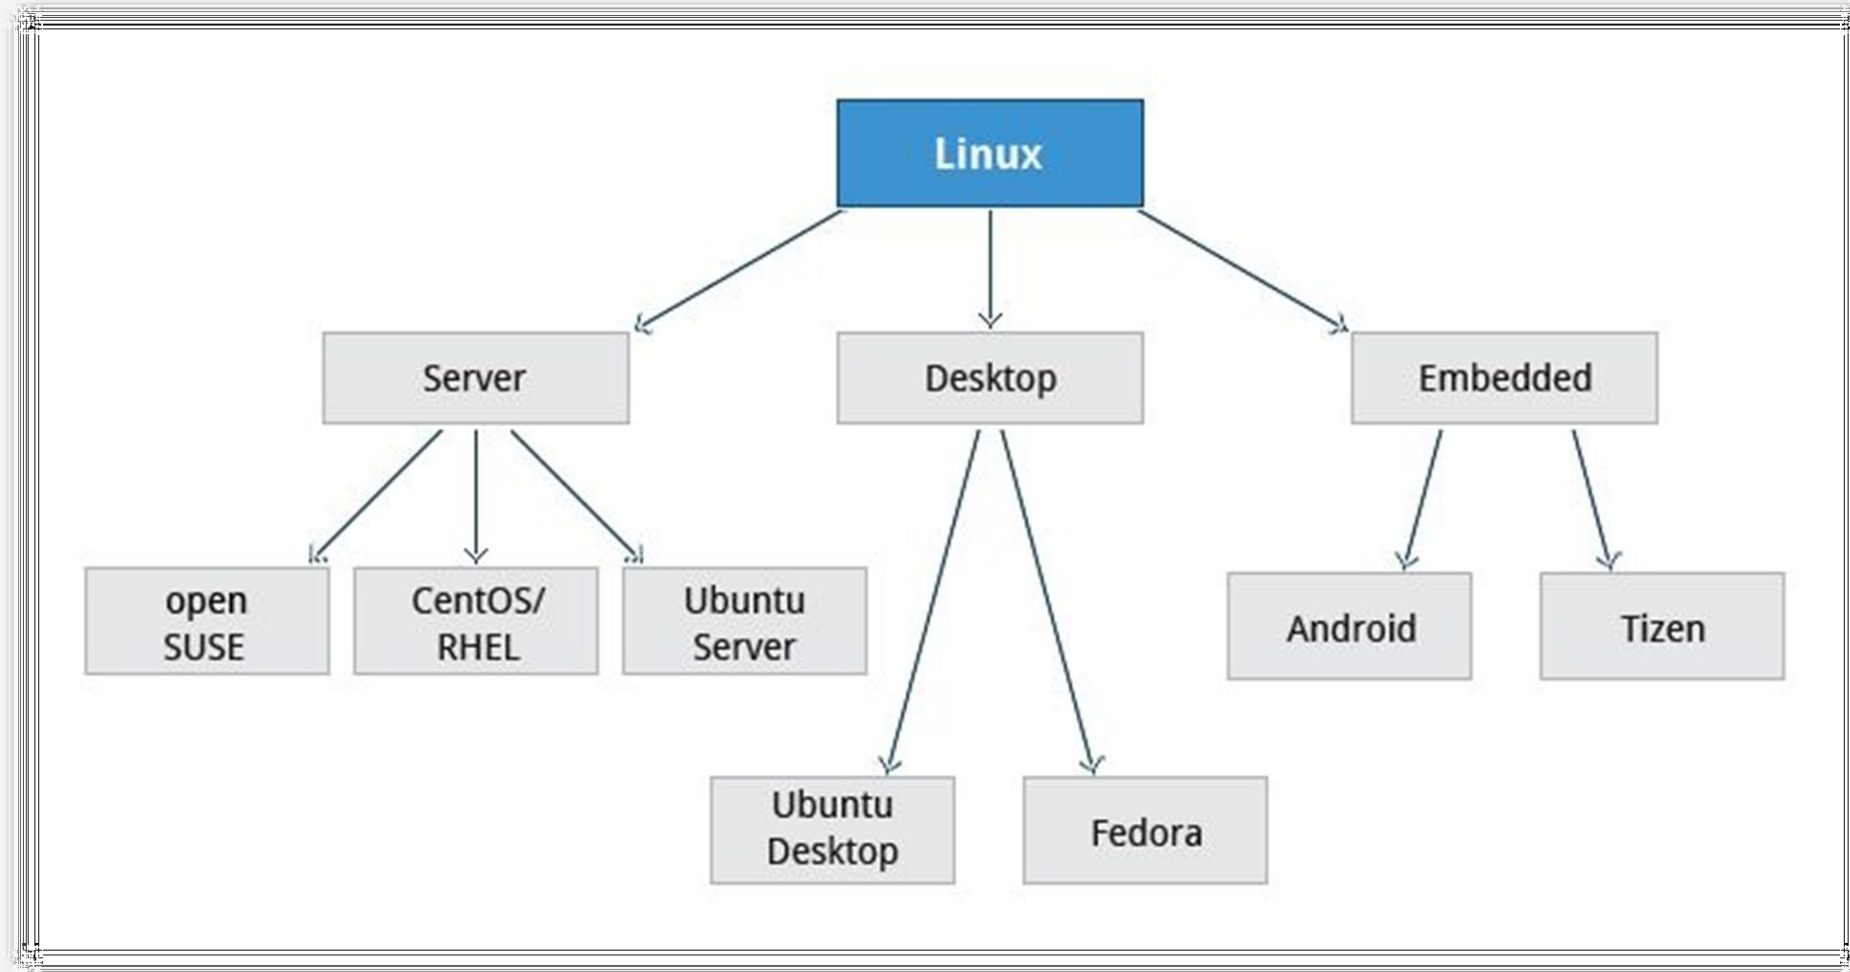 Linux
Server
Desktop
Embedded
open
SUSE
CentOS/
RHEL
Ubuntu
Server
Android
Tizen
Ubuntu
Desktop
Fedora